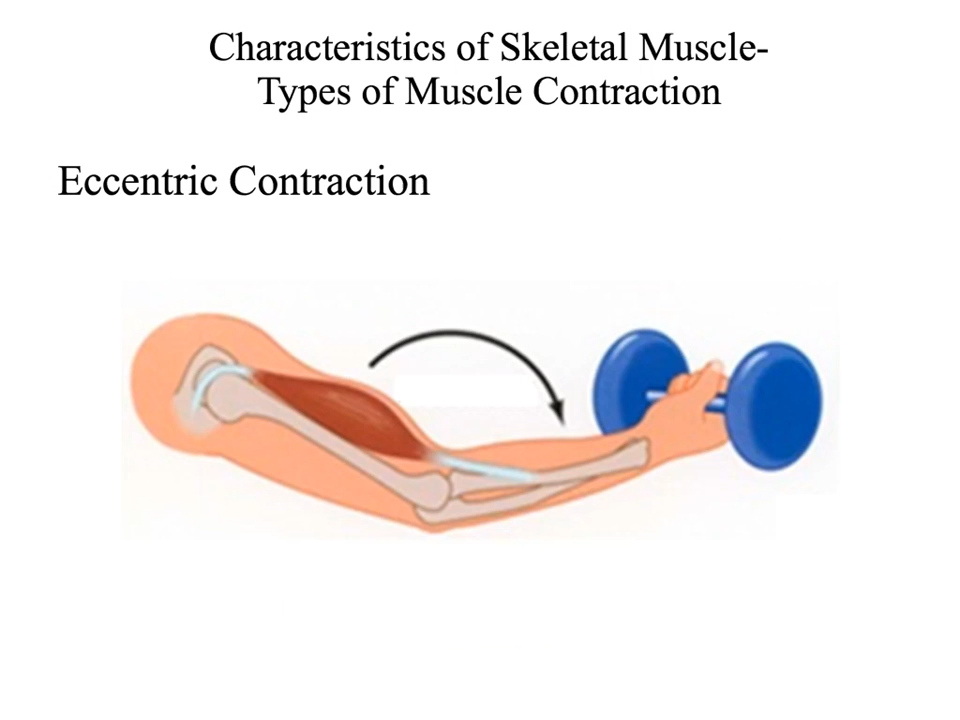 Characteristics of Skeletal Muscle-
Types of Muscle Contraction
Eccentric Contraction